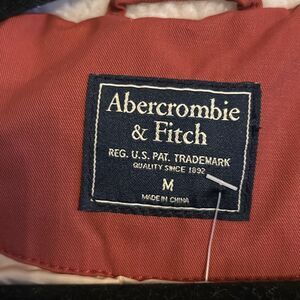 Abercrombie
& Fitch
REG. U.S. PAT. TRADEMARK
QUALITY SINCE 1892
M
MADE IN CHINA